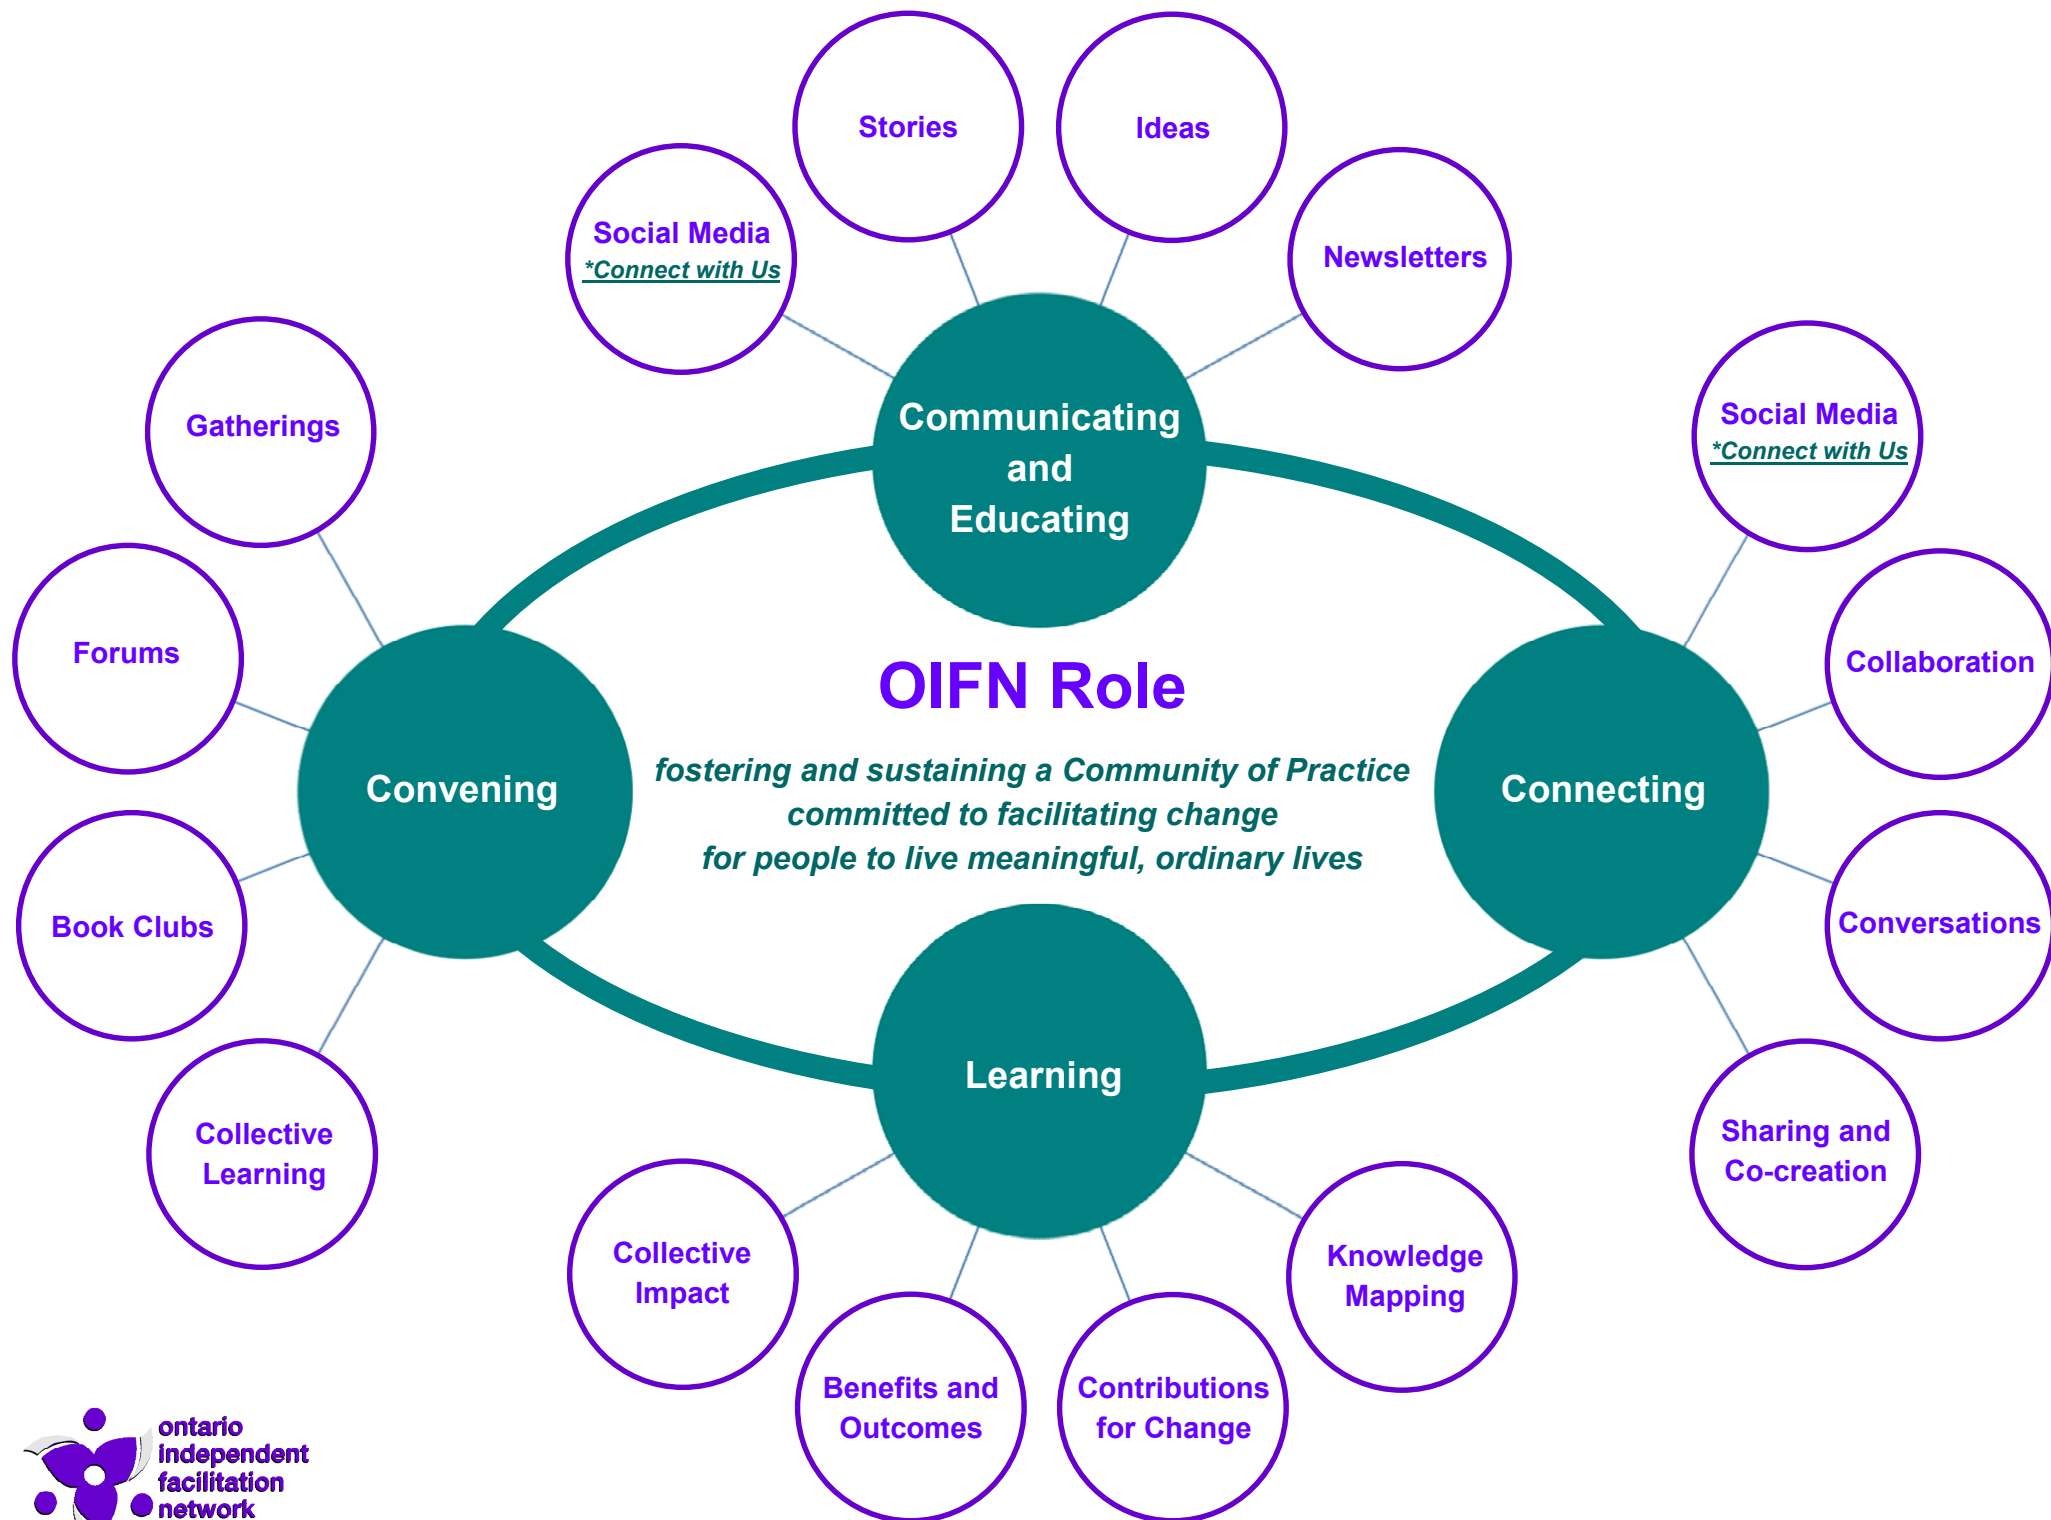 Stories
Ideas
Social Media
*Connect with Us
Newsletters
Gatherings
Communicating
and
Educating
Social Media
*Connect with Us
Forums
Collaboration
OIFN Role
fostering and sustaining a Community of Practice
committed to facilitating change
for people to live meaningful, ordinary lives
Convening
Connecting
Book Clubs
Conversations
Learning
Collective
Learning
Sharing and
Co-creation
Collective
Impact
Knowledge
Mapping
Benefits and
Outcomes
Contributions
for Change
ontario
independent
facilitation
network